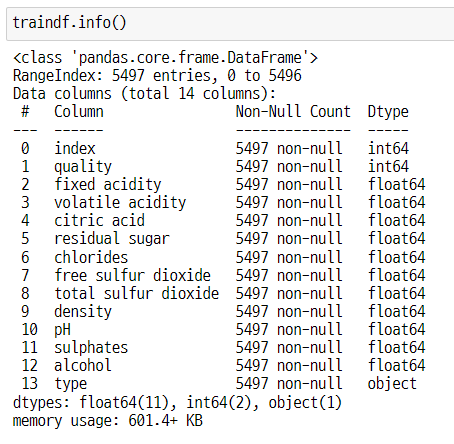 traindf.info()
<class 'pandas.core.frame.DataFrame'>
RangeIndex: 5497 entries, 0 to 5496
Data columns (total 14 columns):
 #   Column                Non-Null Count  Dtype
---  ------                --------------  -----
 0   index                 5497 non-null   int64
 1   quality               5497 non-null   int64
 2   fixed acidity         5497 non-null   float64
 3   volatile acidity      5497 non-null   float64
 4   citric acid           5497 non-null   float64
 5   residual sugar        5497 non-null   float64
 6   chlorides             5497 non-null   float64
 7   free sulfur dioxide   5497 non-null   float64
 8   total sulfur dioxide  5497 non-null   float64
 9   density               5497 non-null   float64
 10  pH                    5497 non-null   float64
 11  sulphates             5497 non-null   float64
 12  alcohol               5497 non-null   float64
 13  type                  5497 non-null   object
dtypes: float64(11), int64(2), object(1)
memory usage: 601.4+ KB